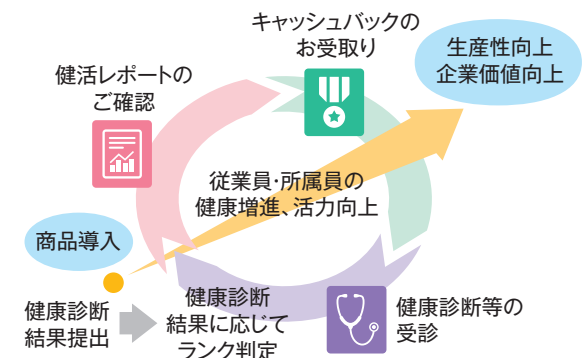 キャッシュバックの
お受取り
生産性向上
企業価値向上
健活レポートの
ご確認
従業員・所属員の
健康増進、活力向上
商品導入
健康診断
結果提出
健康診断
結果に応じて
ランク判定
健康診断等の
受診